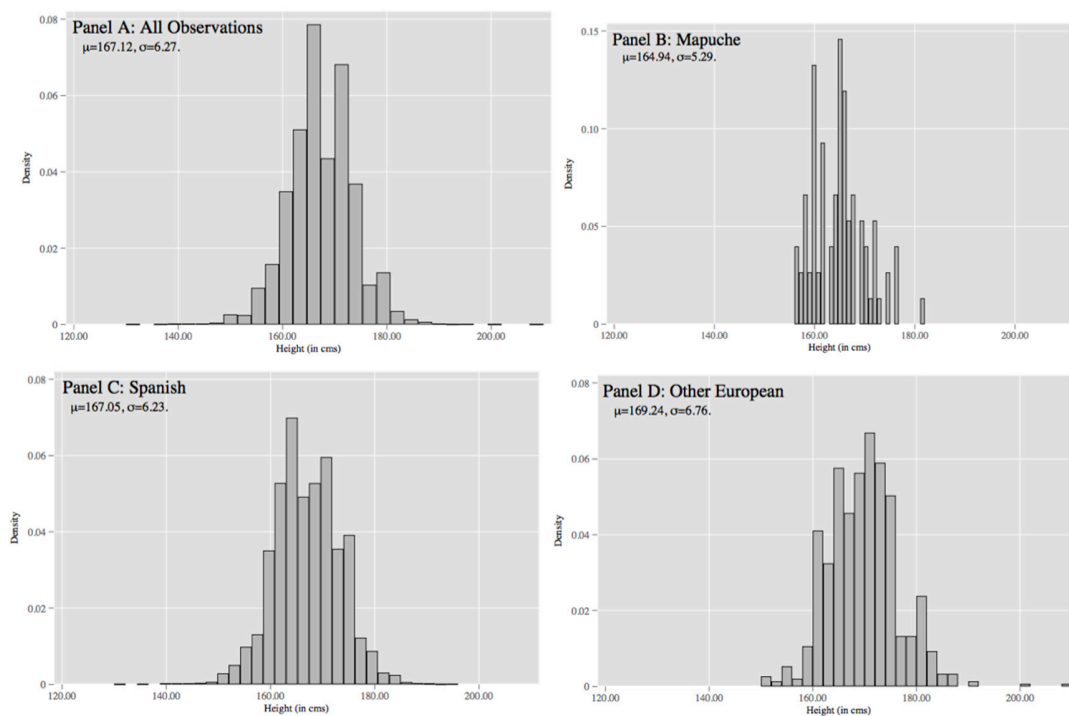 Panel A: All Observations
μ=167.12, σ=6.27.
0.08
0.06
0.04
0.02
0
Density
120.00 140.00 160.00 180.00 200.00
Height (in cms)
Panel B: Mapuche
μ=164.94, σ=5.29.
0.15
0.10
0.05
0
Density
120.00 140.00 160.00 180.00 200.00
Height (in cms)
Panel C: Spanish
μ=167.05, σ=6.23.
0.08
0.06
0.04
0.02
0
Density
120.00 140.00 160.00 180.00 200.00
Height (in cms)
Panel D: Other European
μ=169.24, σ=6.76.
0.08
0.06
0.04
0.02
0
Density
120.00 140.00 160.00 180.00 200.00
Height (in cms)